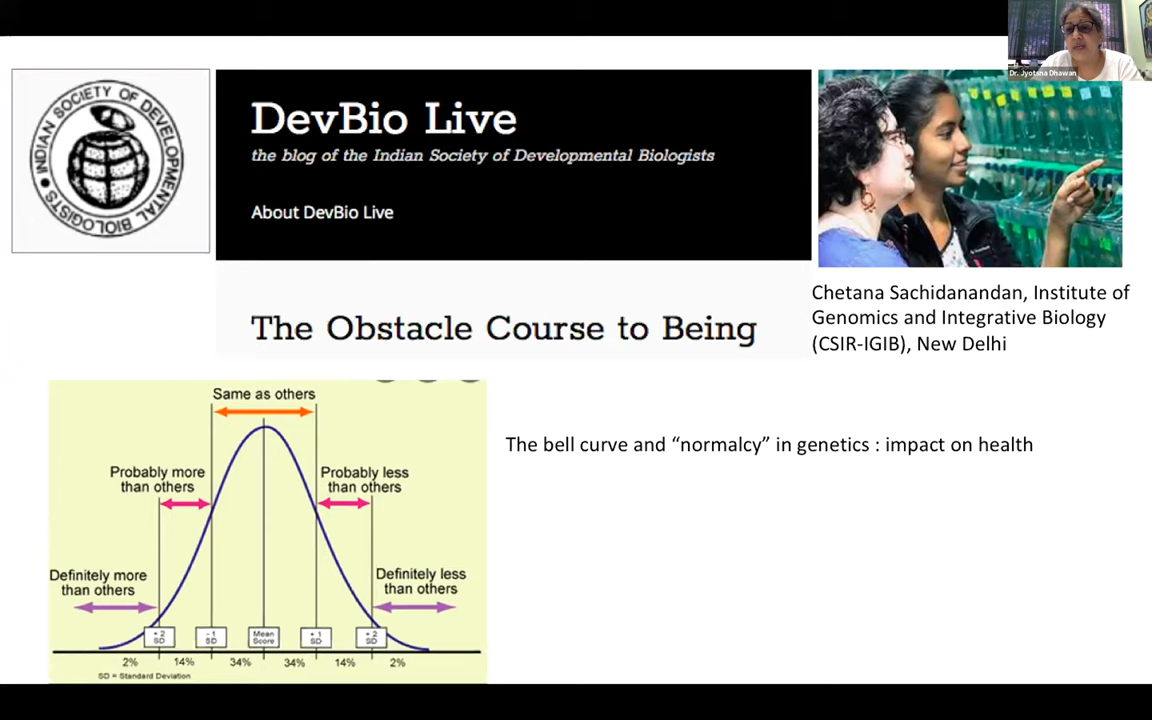 Dr. Jyotsna Dhawan
INDIAN SOCIETY OF DEVELOPMENTAL BIOLOGISTS
DevBio Live
the blog of the Indian Society of Developmental Biologists
About DevBio Live
The Obstacle Course to Being
Chetana Sachidanandan, Institute of
Genomics and Integrative Biology
(CSIR-IGIB), New Delhi
The bell curve and “normalcy” in genetics : impact on health
Same as others
Probably more
than others
Probably less
than others
Definitely more
than others
Definitely less
than others
+ 2
SD
- 1
SD
Mean
Score
+ 1
SD
+ 2
SD
2% 14% 34% 34% 14% 2%
SD = Standard Deviation